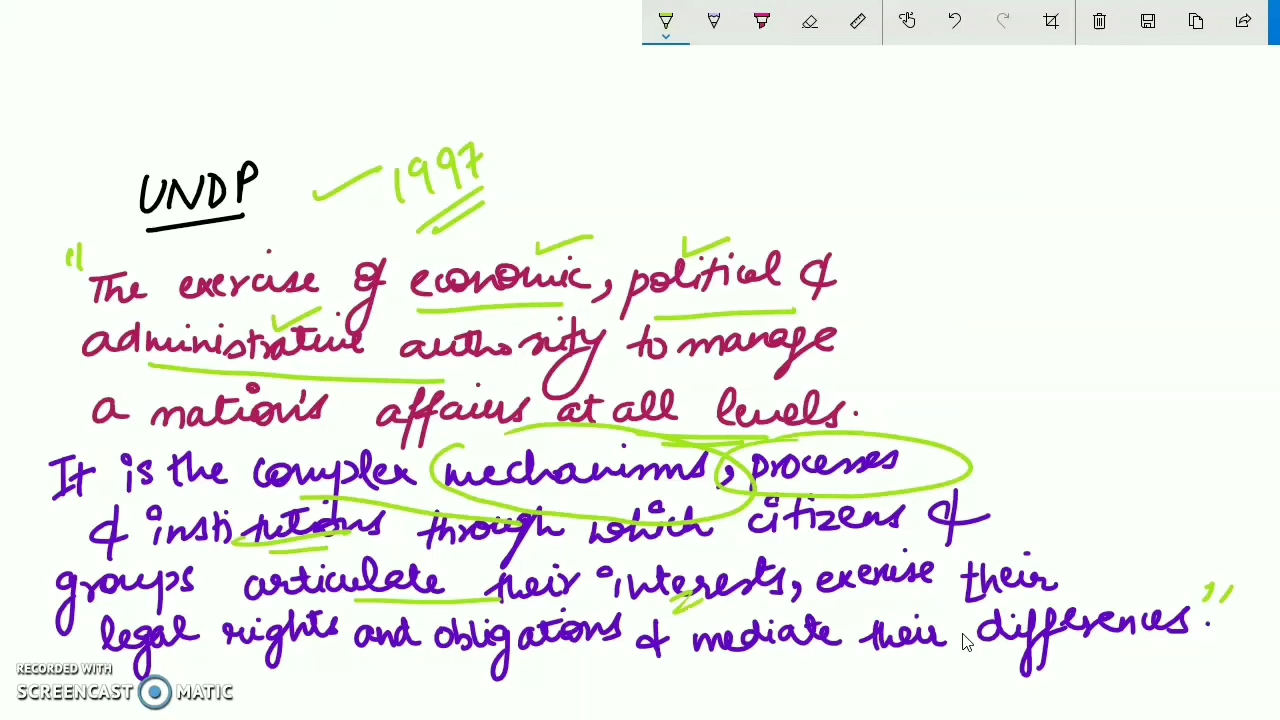 UNDP 1997
"The exercise of economic, political &
administrative authority to manage
a nation's affairs at all levels.
It is the complex mechanisms, processes
& institutions through which citizens &
groups articulate their interests, exercise their
legal rights and obligations & mediate their differences."
RECORDED WITH
SCREENCAST MATIC